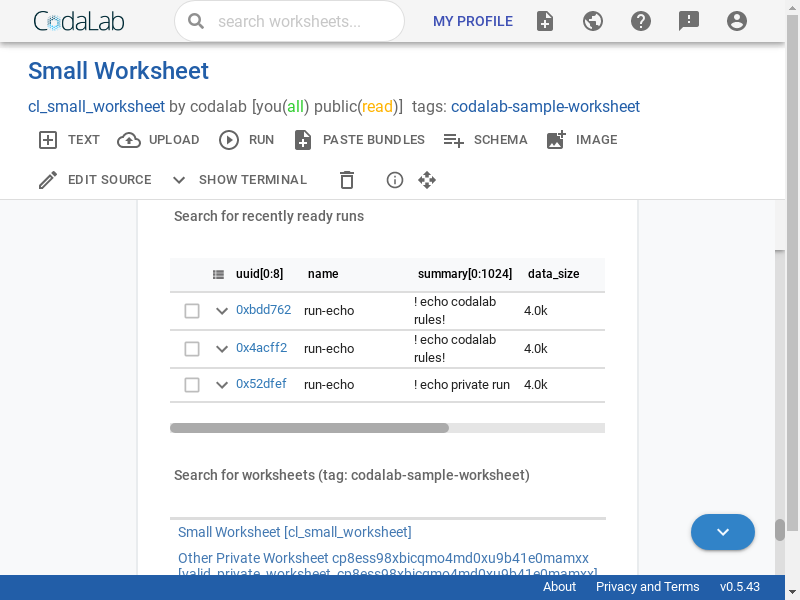 CodaLab
search worksheets...
MY PROFILE
Small Worksheet
cl_small_worksheet by codalab [you(all) public(read)] tags: codalab-sample-worksheet
TEXT UPLOAD RUN PASTE BUNDLES SCHEMA IMAGE
EDIT SOURCE SHOW TERMINAL
Search for recently ready runs
uuid[0:8] name summary[0:1024] data_size
0xbdd762 run-echo ! echo codalab rules! 4.0k
0x4acff2 run-echo ! echo codalab rules! 4.0k
0x52dfef run-echo ! echo private run 4.0k
Search for worksheets (tag: codalab-sample-worksheet)
Small Worksheet [cl_small_worksheet]
Other Private Worksheet cp8ess98xbicqmo4md0xu9b41e0mamxx
[valid_private_worksheet_cp8ess98xbicqmo4md0xu9b41e0mamxx]
About Privacy and Terms v0.5.43